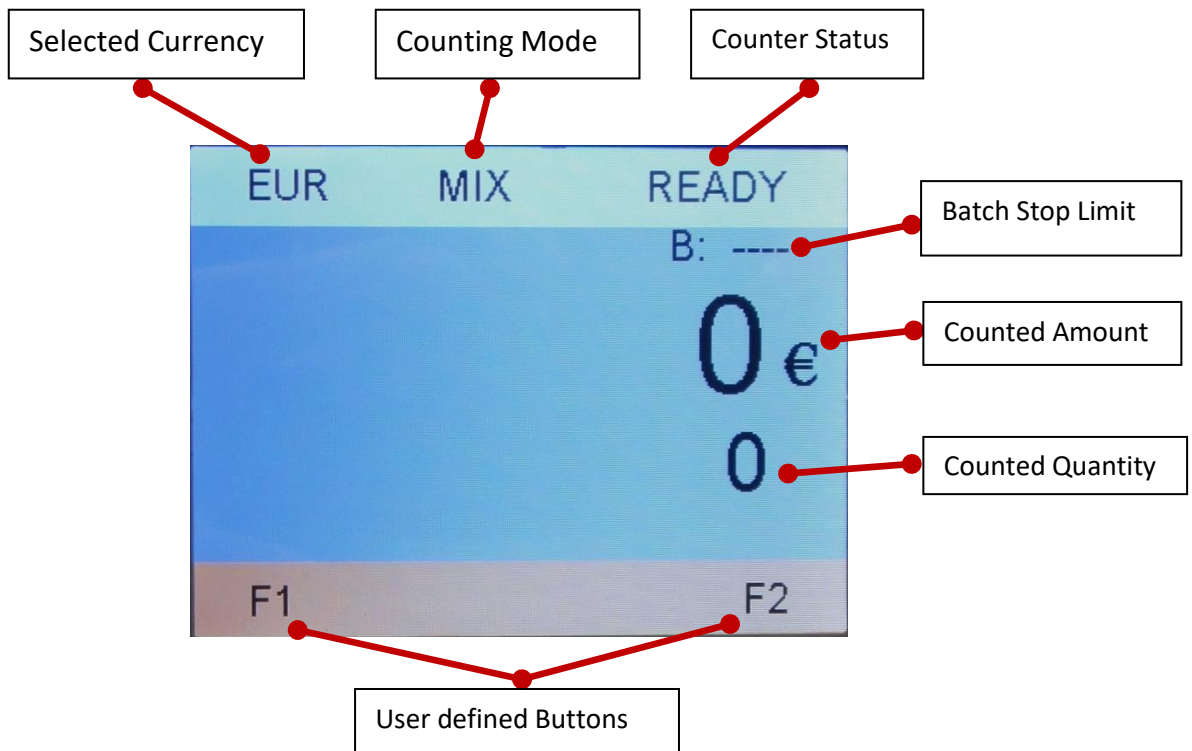 Selected Currency
Counting Mode
Counter Status
EUR MIX READY
B: ----
Batch Stop Limit
0 €
Counted Amount
0
Counted Quantity
F1 F2
User defined Buttons